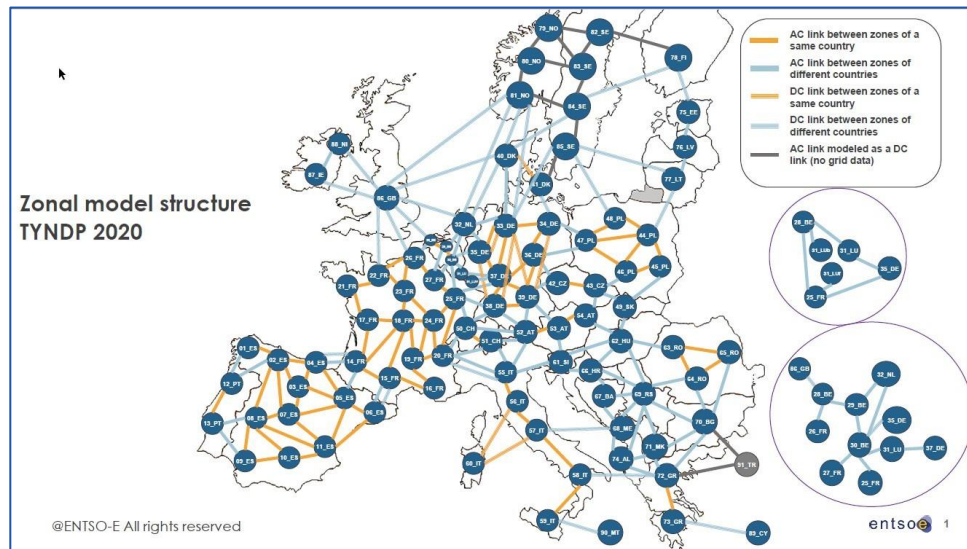 Zonal model structure
TYNDP 2020
AC link between zones of a
same country
AC link between zones of
different countries
DC link between zones of a
same country
DC link between zones of
different countries
AC link modeled as a DC
link (no grid data)
79_NO
82_SE
80_NO
83_SE
78_FI
81_NO
84_SE
75_EE
85_SE
76_LV
88_NI
40_DK
87_IE
77_LT
41_DK
86_GB
32_NL
33_DE
34_DE
48_PL
47_PL
44_PL
35_DE
36_DE
26_FR
37_DE
46_PL
45_PL
22_FR
27_FR
42_CZ
43_CZ
21_FR
23_FR
25_FR
38_DE
39_DE
49_SK
17_FR
18_FR
24_FR
50_CH
52_AT
53_AT
54_AT
51_CH
62_HU
63_RO
65_RO
01_ES
02_ES
04_ES
14_FR
19_FR
20_FR
61_SI
55_IT
66_HR
64_RO
12_PT
03_ES
15_FR
16_FR
67_BA
69_RS
05_ES
06_ES
56_IT
13_PT
08_ES
07_ES
57_IT
68_ME
70_BG
11_ES
71_MK
09_ES
10_ES
60_IT
74_AL
91_TR
58_IT
72_GR
59_IT
90_MT
73_GR
89_CY
28_BE
31_LU
35_DE
25_FR
86_GB
28_BE
32_NL
29_BE
35_DE
26_FR
30_BE
31_LU
37_DE
27_FR
25_FR
@ENTSO-E All rights reserved
entsoe
1